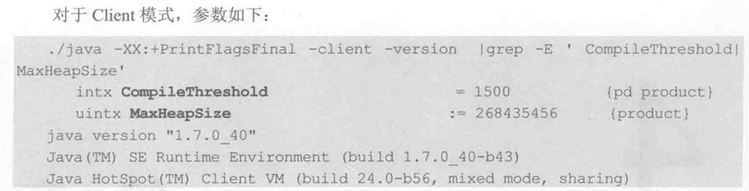 对于 Client 模式，参数如下：
./java -XX:+PrintFlagsFinal -client -version |grep -E ' CompileThreshold|
MaxHeapSize'
intx CompileThreshold = 1500 {pd product}
uintx MaxHeapSize := 268435456 {product}
java version "1.7.0_40"
Java(TM) SE Runtime Environment (build 1.7.0_40-b43)
Java HotSpot(TM) Client VM (build 24.0-b56, mixed mode, sharing)